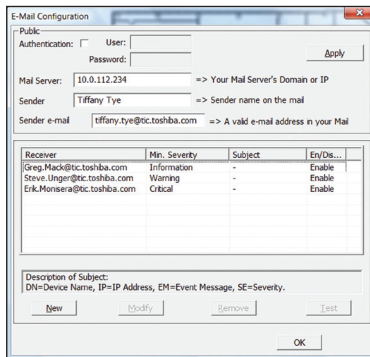 E-Mail Configuration
Public
Authentication: User:
Password:
Apply
Mail Server: 10.0.112.234 => Your Mail Server's Domain or IP
Sender Tiffany Tye => Sender name on the mail
Sender e-mail tiffany.tye@tic.toshiba.com => A valid e-mail address in your Mail
Receiver Min. Severity Subject En/Dis...
Greg.Mack@tic.toshiba.com Information - Enable
Steve.Unger@tic.toshiba.com Warning - Enable
Erik.Monisera@tic.toshiba.com Critical - Enable
Description of Subject:
DN=Device Name, IP=IP Address, EM=Event Message, SE=Severity.
New Modify Remove Test
OK